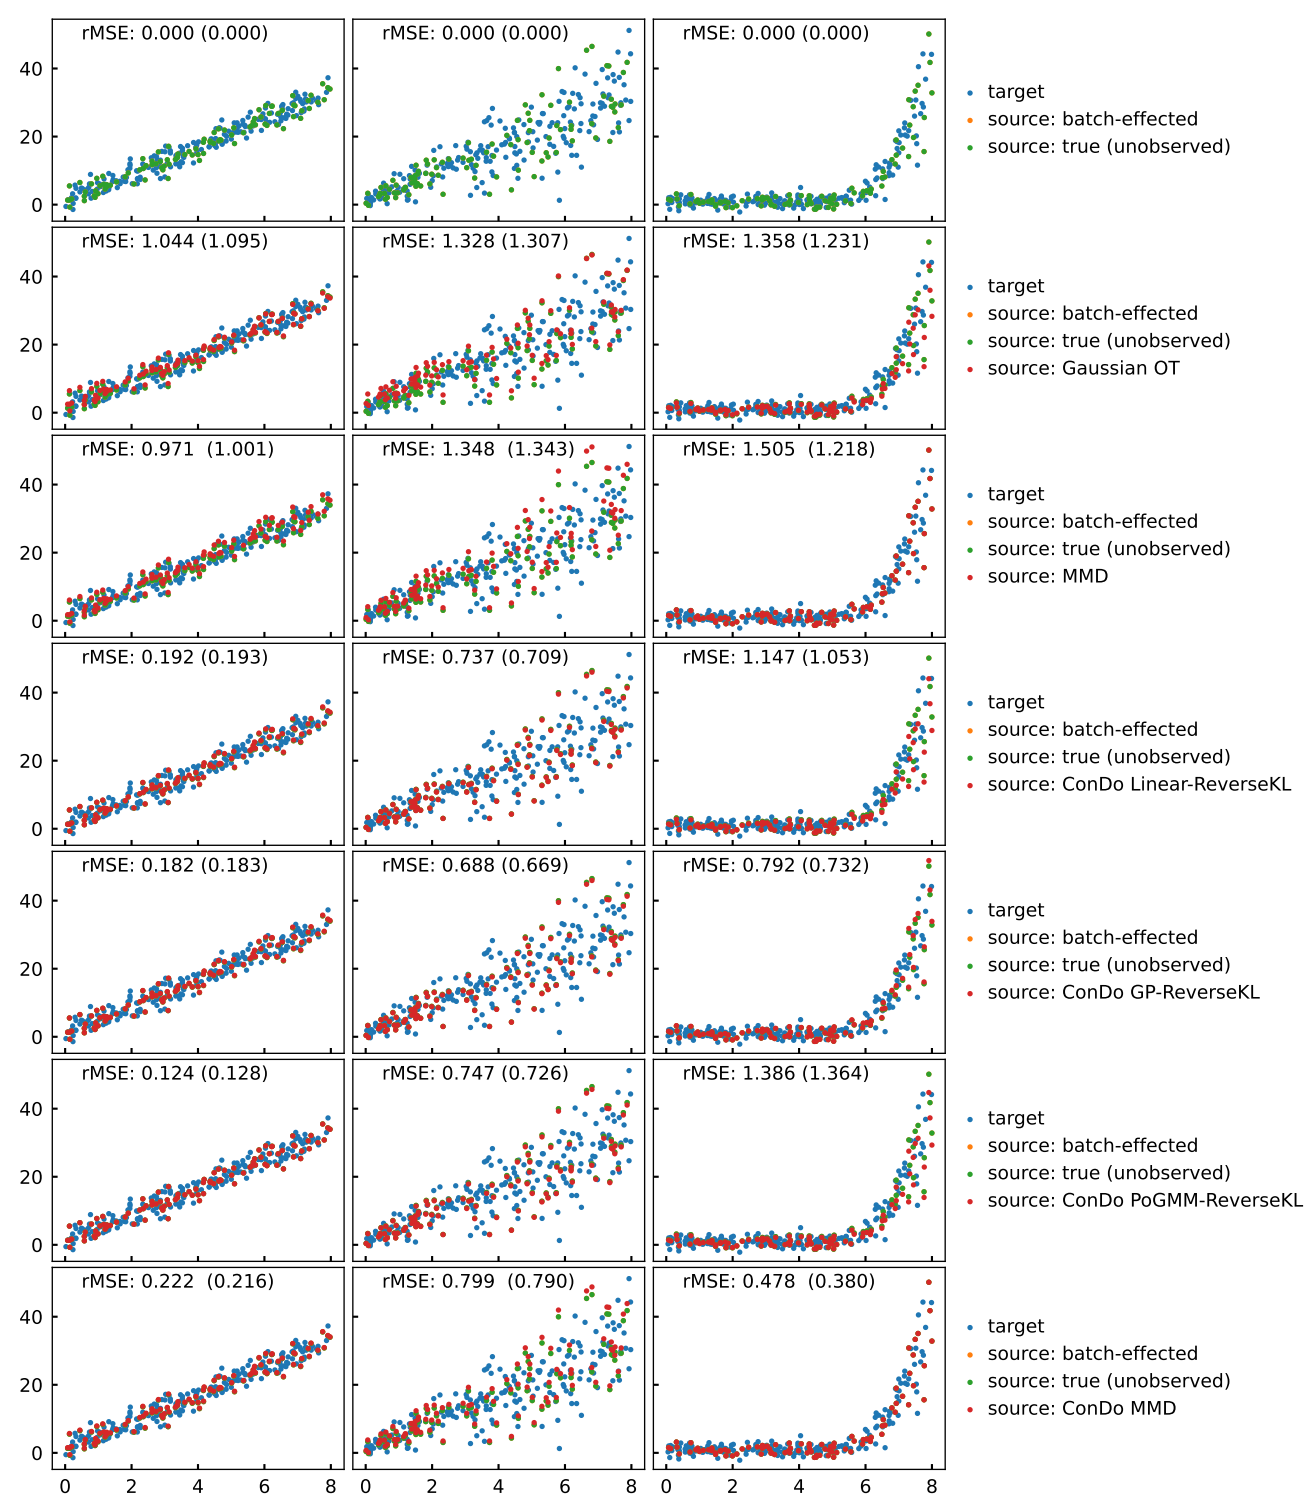 rMSE: 0.000 (0.000) rMSE: 0.000 (0.000) rMSE: 0.000 (0.000)
40
20
0
target
source: batch-effected
source: true (unobserved)
rMSE: 1.044 (1.095) rMSE: 1.328 (1.307) rMSE: 1.358 (1.231)
40
20
0
target
source: batch-effected
source: true (unobserved)
source: Gaussian OT
rMSE: 0.971 (1.001) rMSE: 1.348 (1.343) rMSE: 1.505 (1.218)
40
20
0
target
source: batch-effected
source: true (unobserved)
source: MMD
rMSE: 0.192 (0.193) rMSE: 0.737 (0.709) rMSE: 1.147 (1.053)
40
20
0
target
source: batch-effected
source: true (unobserved)
source: ConDo Linear-ReverseKL
rMSE: 0.182 (0.183) rMSE: 0.688 (0.669) rMSE: 0.792 (0.732)
40
20
0
target
source: batch-effected
source: true (unobserved)
source: ConDo GP-ReverseKL
rMSE: 0.124 (0.128) rMSE: 0.747 (0.726) rMSE: 1.386 (1.364)
40
20
0
target
source: batch-effected
source: true (unobserved)
source: ConDo PoGMM-ReverseKL
rMSE: 0.222 (0.216) rMSE: 0.799 (0.790) rMSE: 0.478 (0.380)
40
20
0
target
source: batch-effected
source: true (unobserved)
source: ConDo MMD
0 2 4 6 8 0 2 4 6 8 0 2 4 6 8